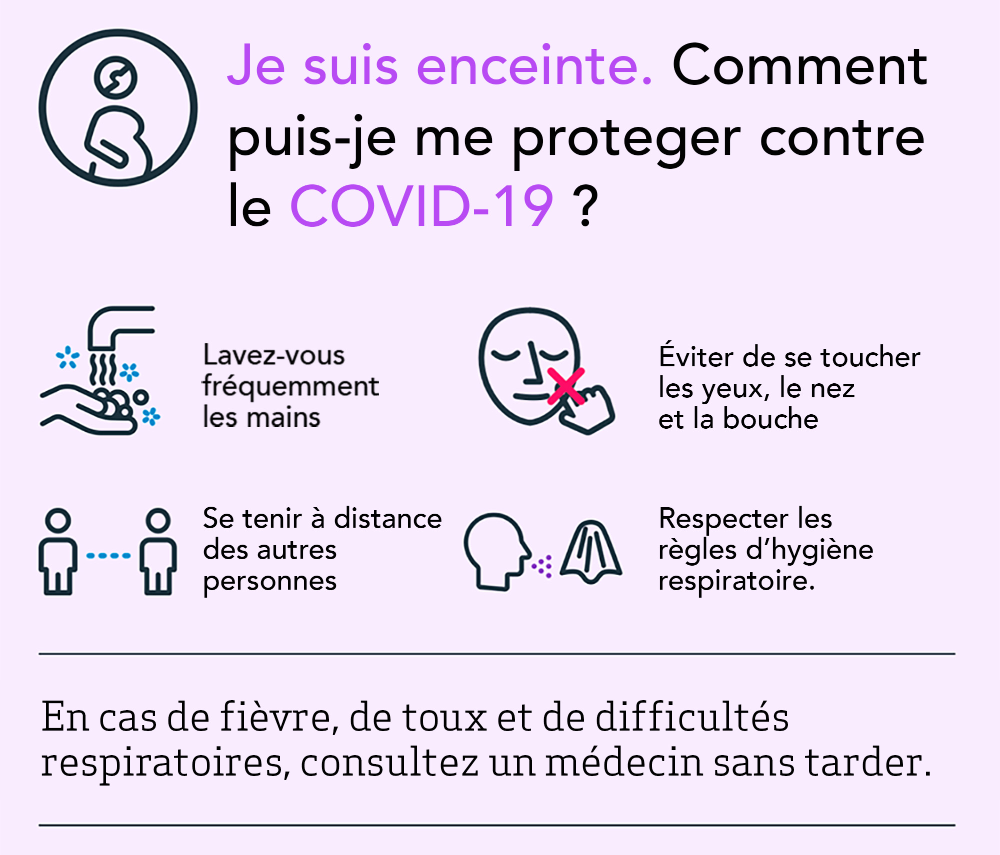 Je suis enceinte. Comment
puis-je me proteger contre
le COVID-19 ?
Lavez-vous
fréquemment
les mains
Éviter de se toucher
les yeux, le nez
et la bouche
Se tenir à distance
des autres
personnes
Respecter les
règles d’hygiène
respiratoire.
En cas de fièvre, de toux et de difficultés
respiratoires, consultez un médecin sans tarder.